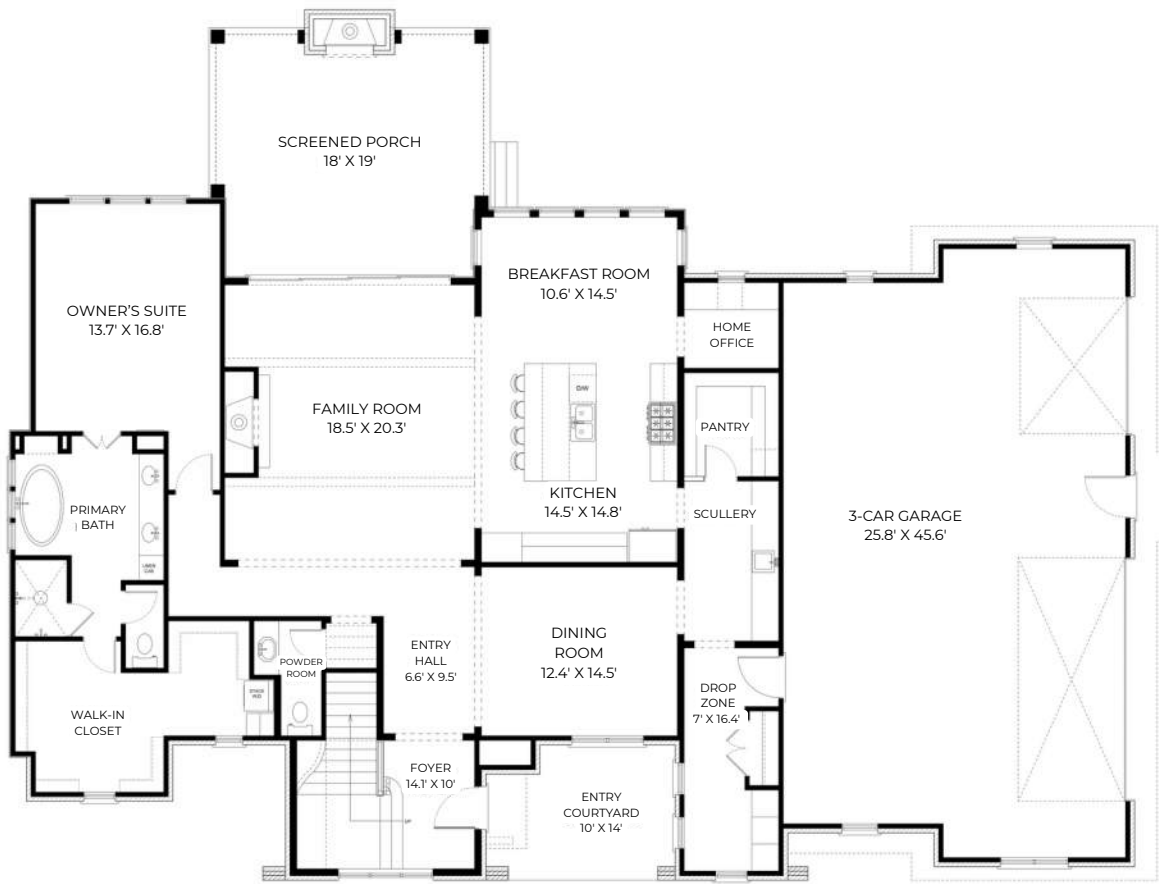 SCREENED PORCH
18' X 19'
BREAKFAST ROOM
10.6' X 14.5'
OWNER'S SUITE
13.7' X 16.8'
HOME
OFFICE
FAMILY ROOM
18.5' X 20.3'
D/W
PANTRY
KITCHEN
14.5' X 14.8'
SCULLERY
3-CAR GARAGE
25.8' X 45.6'
PRIMARY
BATH
LINEN
CAB
ENTRY
HALL
6.6' X 9.5'
DINING
ROOM
12.4' X 14.5'
POWDER
ROOM
DROP
ZONE
7' X 16.4'
WALK-IN
CLOSET
FOYER
14.1' X 10'
UP
ENTRY
COURTYARD
10' X 14'